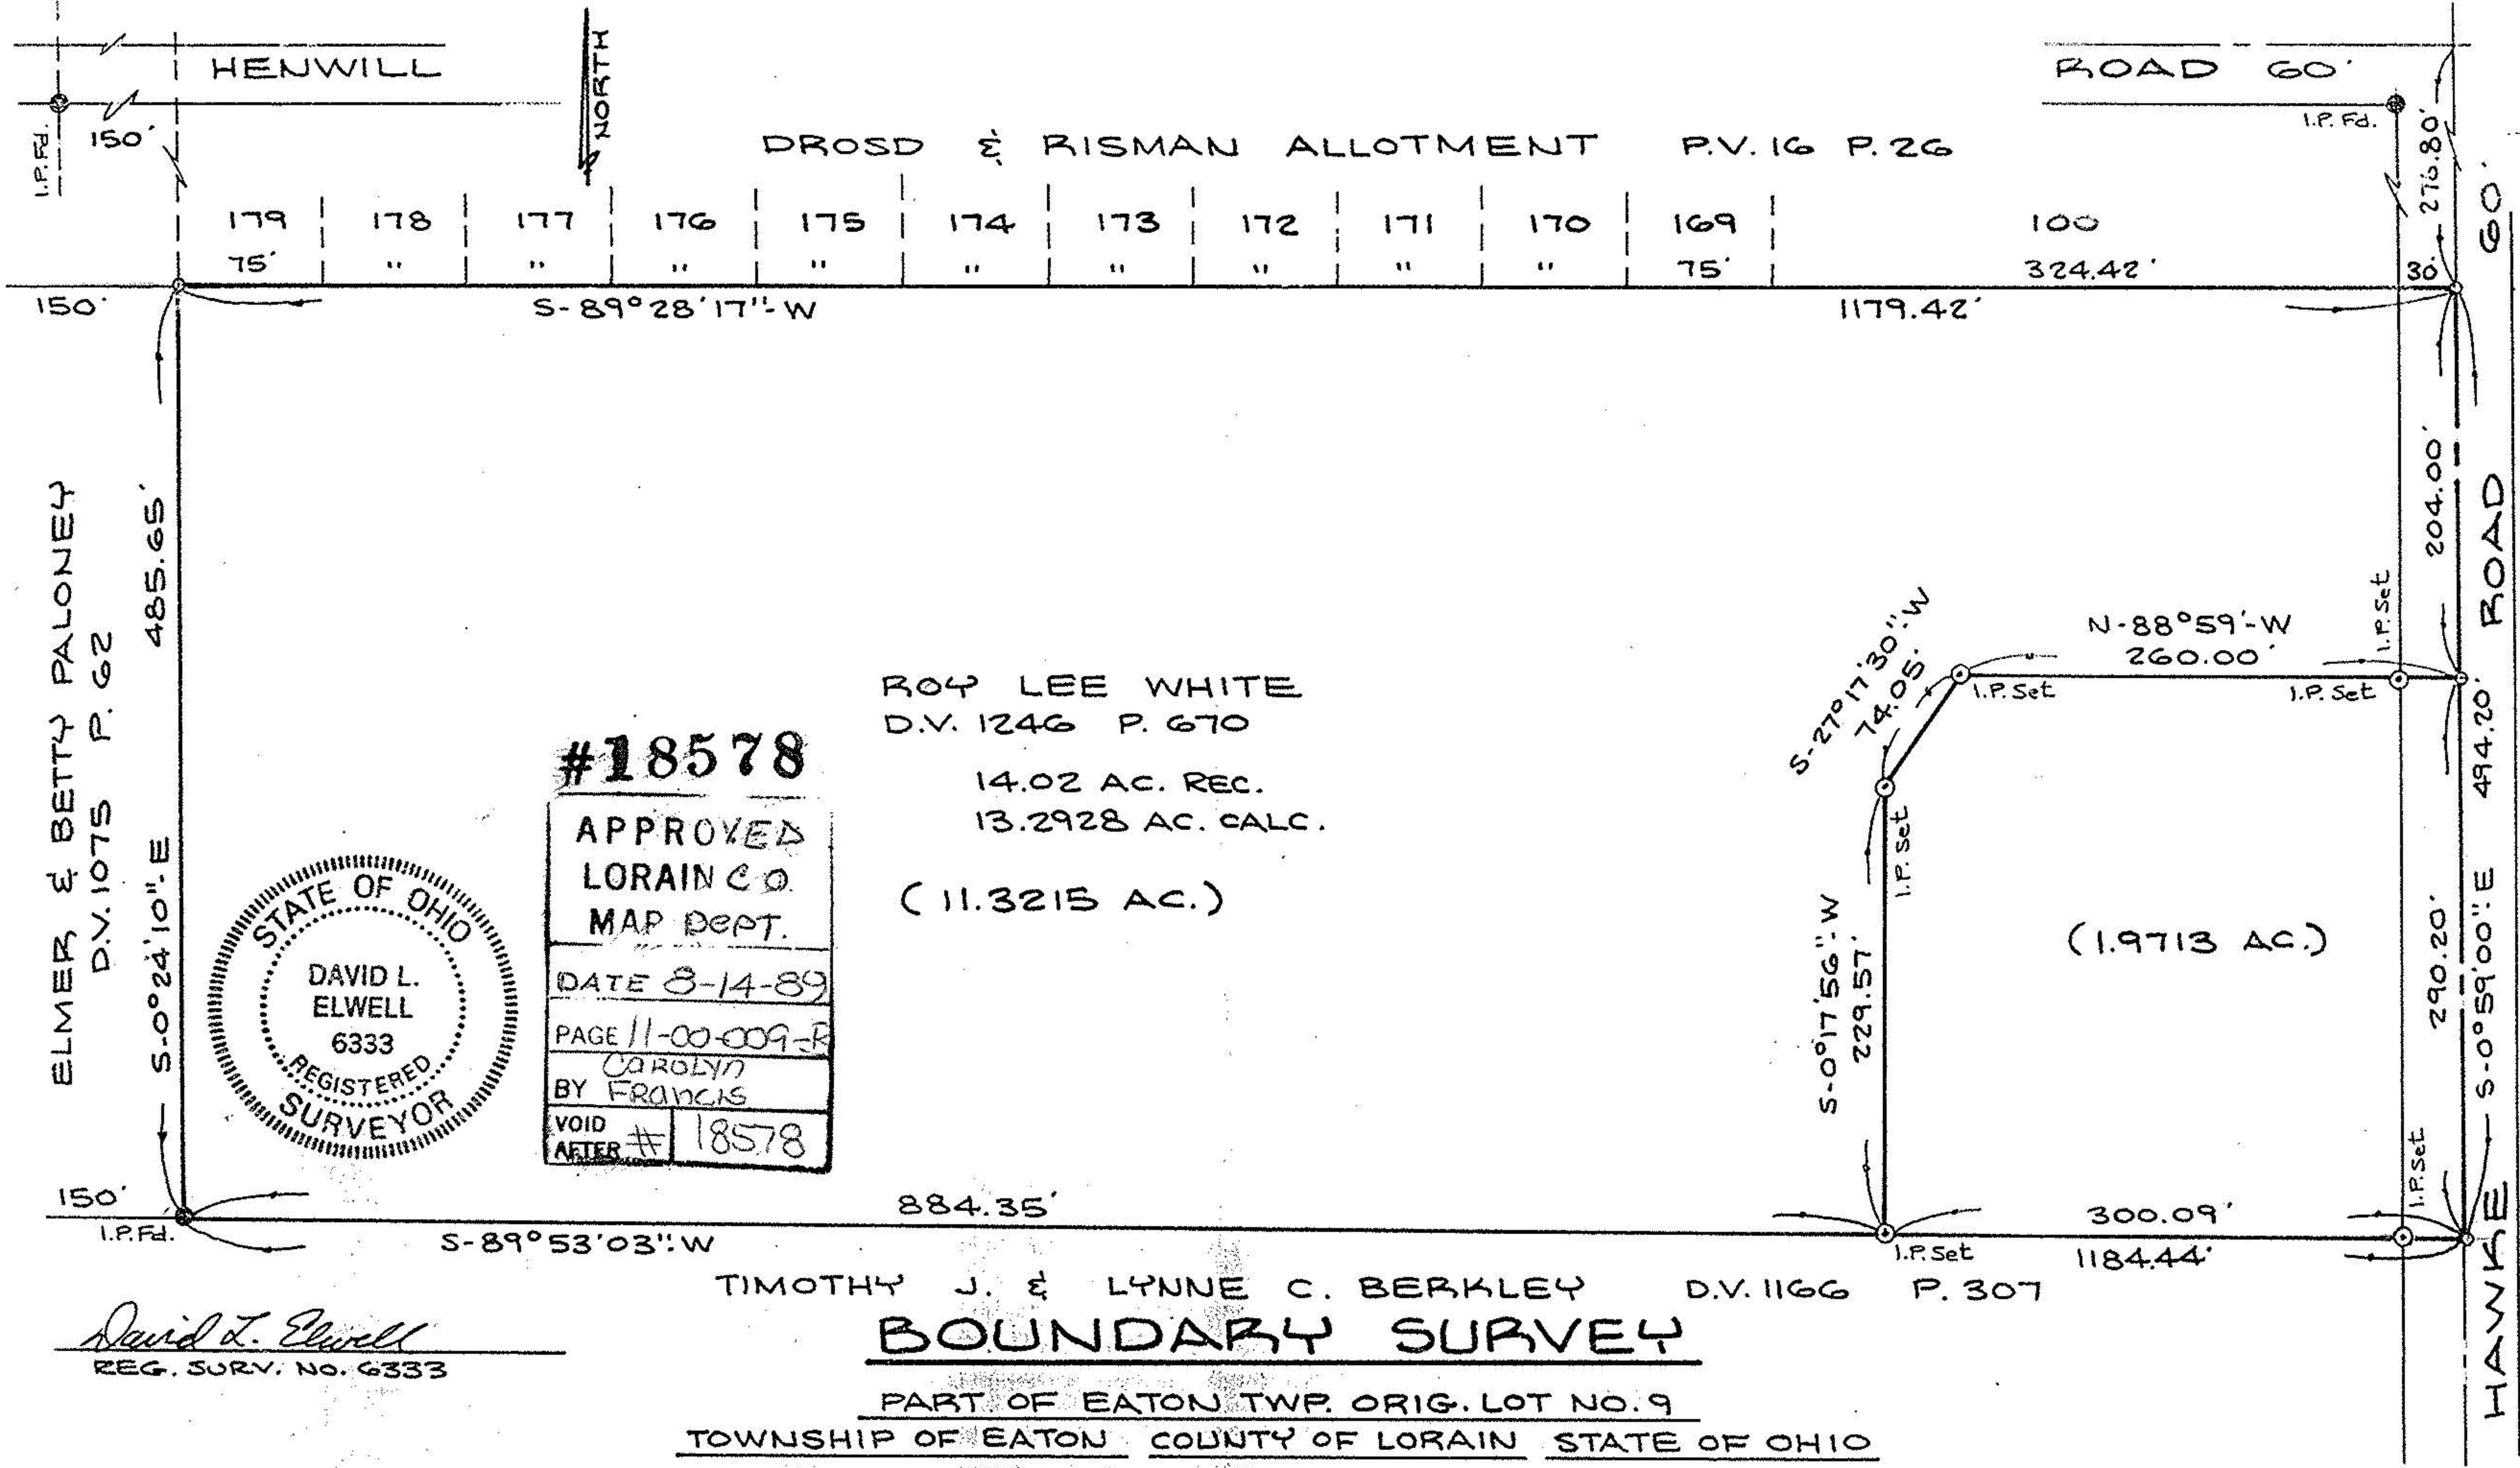 HENWILL
ROAD 60'
NORTH
I.P.Fd.
150'
I.P. Fd.
276.80'
60'
DROSD & RISMAN ALLOTMENT P.V. 16 P. 26
179 178 177 176 175 174 173 172 171 170 169 100
75' " " " " " " " " " 75' 324.42' 30'
150'
S-89°28'17"-W
1179.42'
ELMER & BETTY PALONEY
D.V. 1075 P. 62
485.65'
S-0°24'10"-E
204.00'
ROAD
I.P. Set
N-88°59'-W
260.00'
I.P. Set
I.P. Set
S-27°17'30"-W
74.05'
I.P. Set
494.20'
ROY LEE WHITE
D.V. 1246 P. 670
14.02 AC. REC.
13.2928 AC. CALC.
(11.3215 AC.)
#18578
APPROVED
LORAIN CO.
MAP DEPT.
DATE 8-14-89
PAGE 11-00-009-R
BY Carolyn
Francis
VOID
AFTER # 18578
STATE OF OHIO
DAVID L.
ELWELL
6333
REGISTERED
SURVEYOR
S-0°17'56"-W
229.57'
(1.9713 AC.)
290.20'
S-0°59'00"-E
I.P. Set
HAWKE
150'
I.P.Fd.
884.35'
S-89°53'03"-W
300.09'
I.P. Set
1184.44'
TIMOTHY J. & LYNNE C. BERKLEY D.V. 1166 P. 307
David L. Elwell
REG. SURV. NO. 6333
BOUNDARY SURVEY
PART OF EATON TWP. ORIG. LOT NO. 9
TOWNSHIP OF EATON COUNTY OF LORAIN STATE OF OHIO